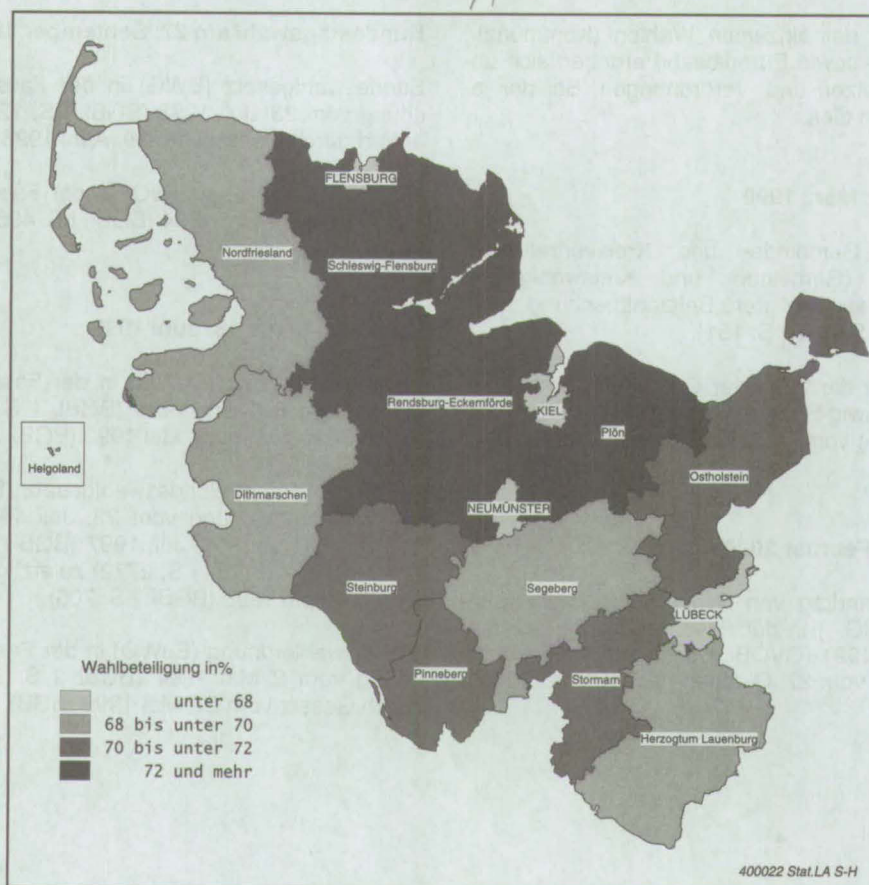 FLENSBURG
Nordfriesland
Schleswig-Flensburg
Rendsburg-Eckernförde
KIEL
Plön
Helgoland
Ostholstein
Dithmarschen
NEUMÜNSTER
Steinburg
Segeberg
LÜBECK
Pinneberg
Stormarn
Herzogtum Lauenburg
Wahlbeteiligung in%
unter 68
68 bis unter 70
70 bis unter 72
72 und mehr
400022 Stat.LA S-H